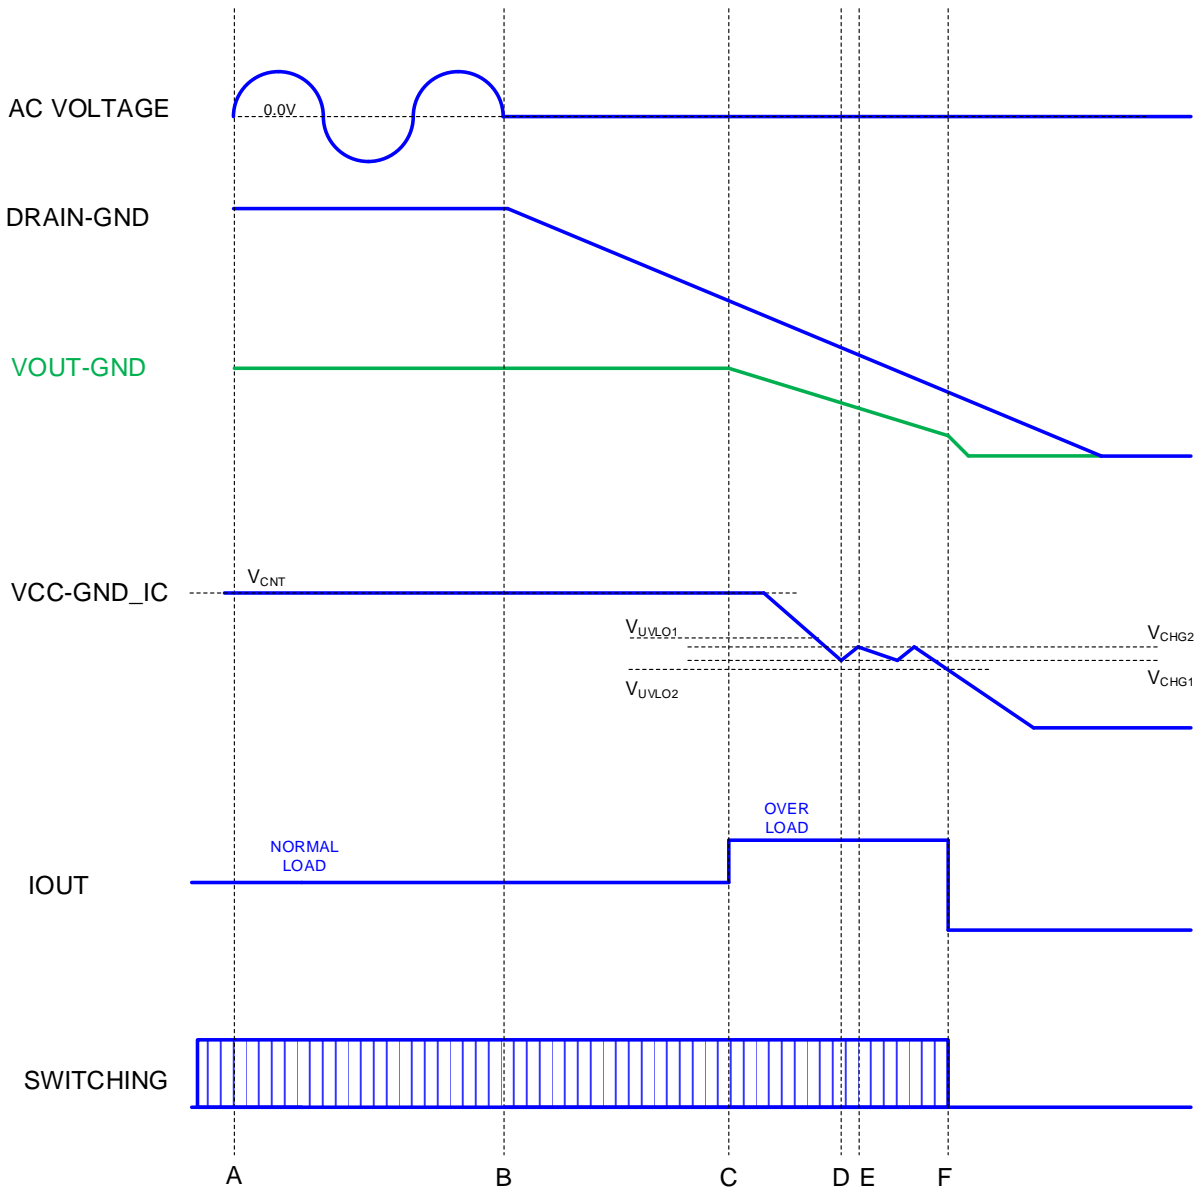 AC VOLTAGE
0.0V
DRAIN-GND
VOUT-GND
VCC-GND_IC
VCNT
VUVLO1
VCHG2
VUVLO2
VCHG1
OVER
LOAD
NORMAL
LOAD
IOUT
SWITCHING
A B C D E F